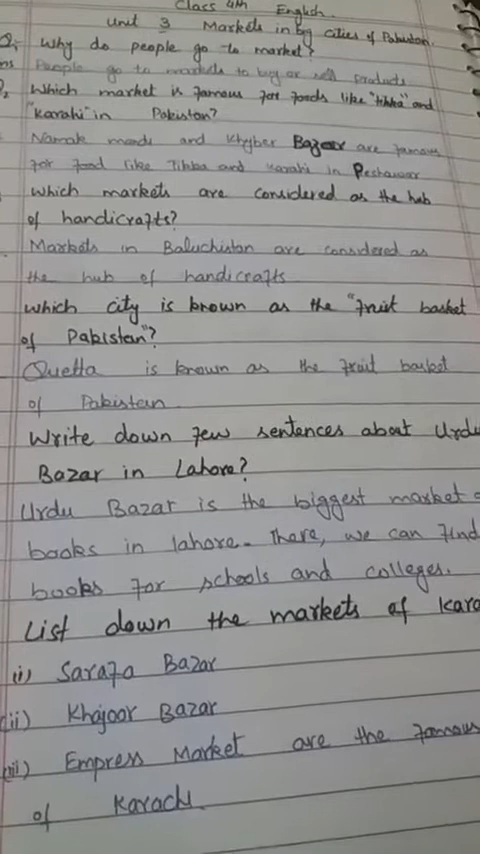 Class 4th English.
Unit 3 Markets in big cities of Pakistan.
Q1 Why do people go to market?
Ans People go to markets to buy or sell products
Q2 Which market is famous for foods like "tikka" and
"karahi" in Pakistan?
Namak mandi and Khyber Bazaar are famous
for food like Tikka and karahi in Peshawar
Which markets are considered as the hub
of handicrafts?
Markets in Baluchistan are considered as
the hub of handicrafts
Which city is known as the "fruit basket
of Pakistan"?
Quetta is known as the fruit basket
of Pakistan
Write down few sentences about Urdu
Bazar in Lahore?
Urdu Bazar is the biggest market
books in lahore. There, we can find
books for schools and colleges.
List down the markets of Kara
(i) Sarafa Bazar
(ii) Khajoor Bazar
(iii) Empress Market are the famous
of Karachi